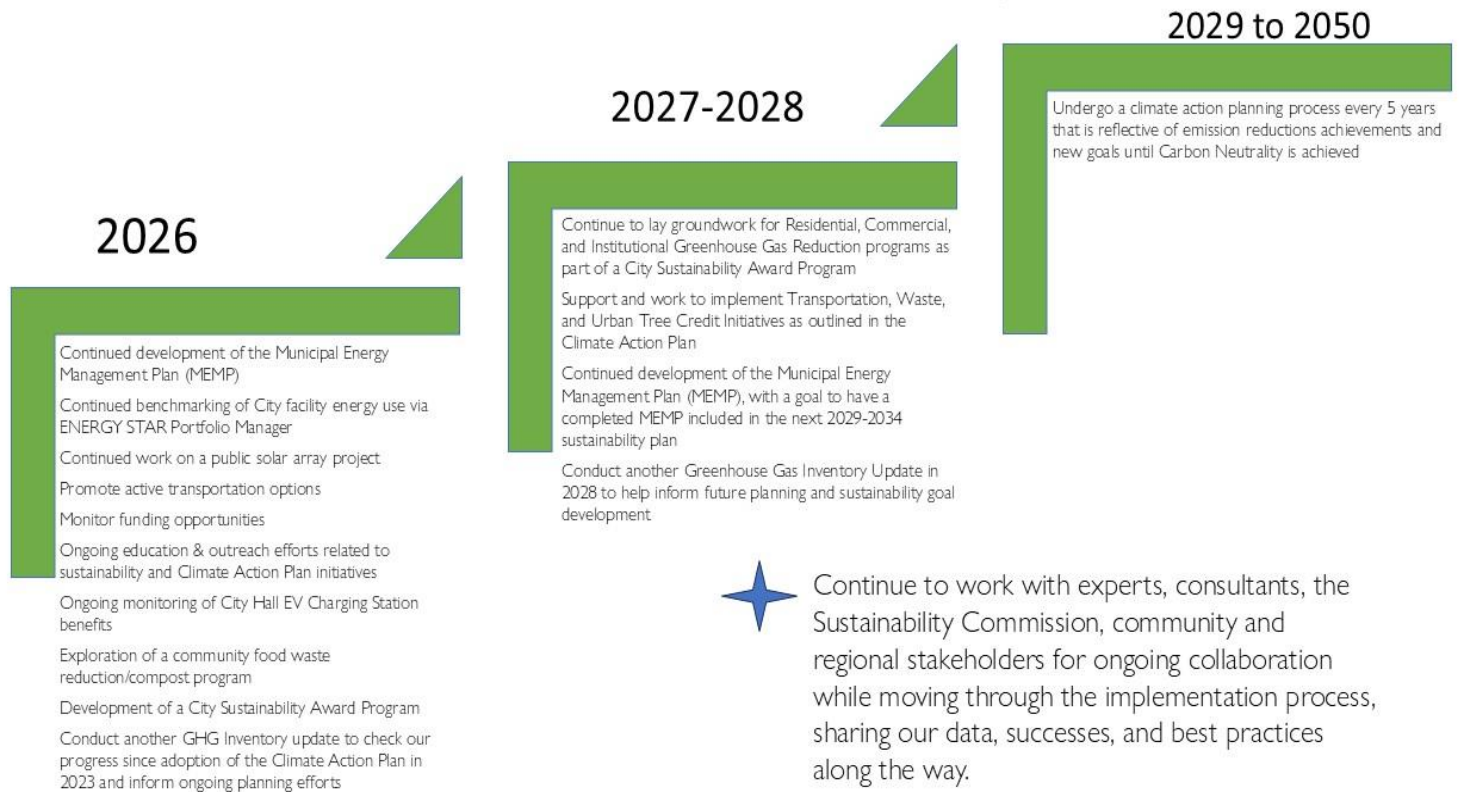 2026
Continued development of the Municipal Energy
Management Plan (MEMP)
Continued benchmarking of City facility energy use via
ENERGY STAR Portfolio Manager
Continued work on a public solar array project
Promote active transportation options
Monitor funding opportunities
Ongoing education & outreach efforts related to
sustainability and Climate Action Plan initiatives
Ongoing monitoring of City Hall EV Charging Station
benefits
Exploration of a community food waste
reduction/compost program
Development of a City Sustainability Award Program
Conduct another GHG Inventory update to check our
progress since adoption of the Climate Action Plan in
2023 and inform ongoing planning efforts
2027-2028
Continue to lay groundwork for Residential, Commercial,
and Institutional Greenhouse Gas Reduction programs as
part of a City Sustainability Award Program
Support and work to implement Transportation, Waste,
and Urban Tree Credit Initiatives as outlined in the
Climate Action Plan
Continued development of the Municipal Energy
Management Plan (MEMP), with a goal to have a
completed MEMP included in the next 2029-2034
sustainability plan
Conduct another Greenhouse Gas Inventory Update in
2028 to help inform future planning and sustainability goal
development
2029 to 2050
Undergo a climate action planning process every 5 years
that is reflective of emission reductions achievements and
new goals until Carbon Neutrality is achieved
Continue to work with experts, consultants, the
Sustainability Commission, community and
regional stakeholders for ongoing collaboration
while moving through the implementation process,
sharing our data, successes, and best practices
along the way.